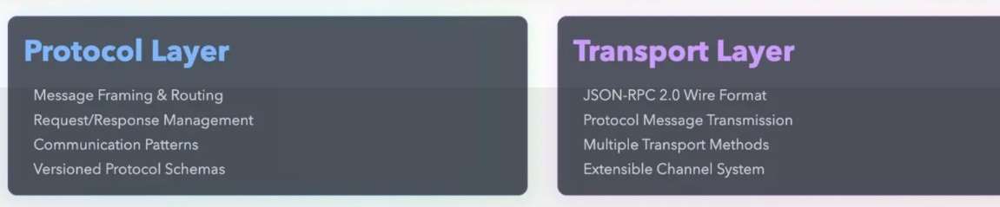 Protocol Layer
Message Framing & Routing
Request/Response Management
Communication Patterns
Versioned Protocol Schemas
Transport Layer
JSON-RPC 2.0 Wire Format
Protocol Message Transmission
Multiple Transport Methods
Extensible Channel System